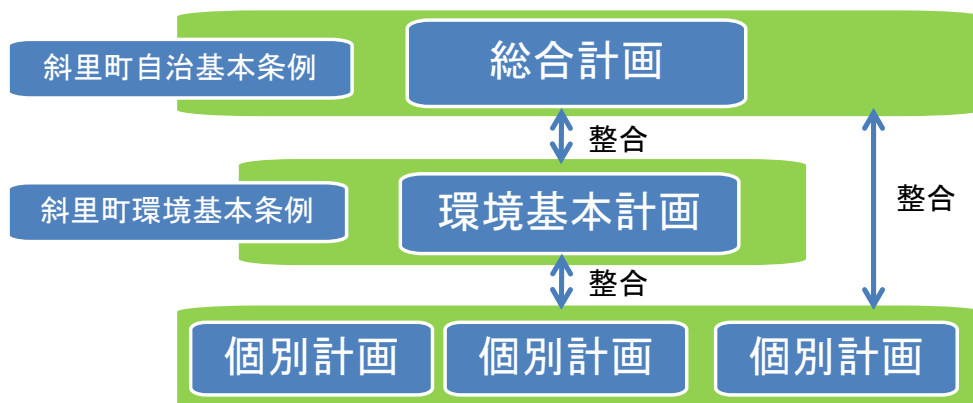 斜里町自治基本条例
総合計画
整合
斜里町環境基本条例
環境基本計画
整合
整合
個別計画
個別計画
個別計画